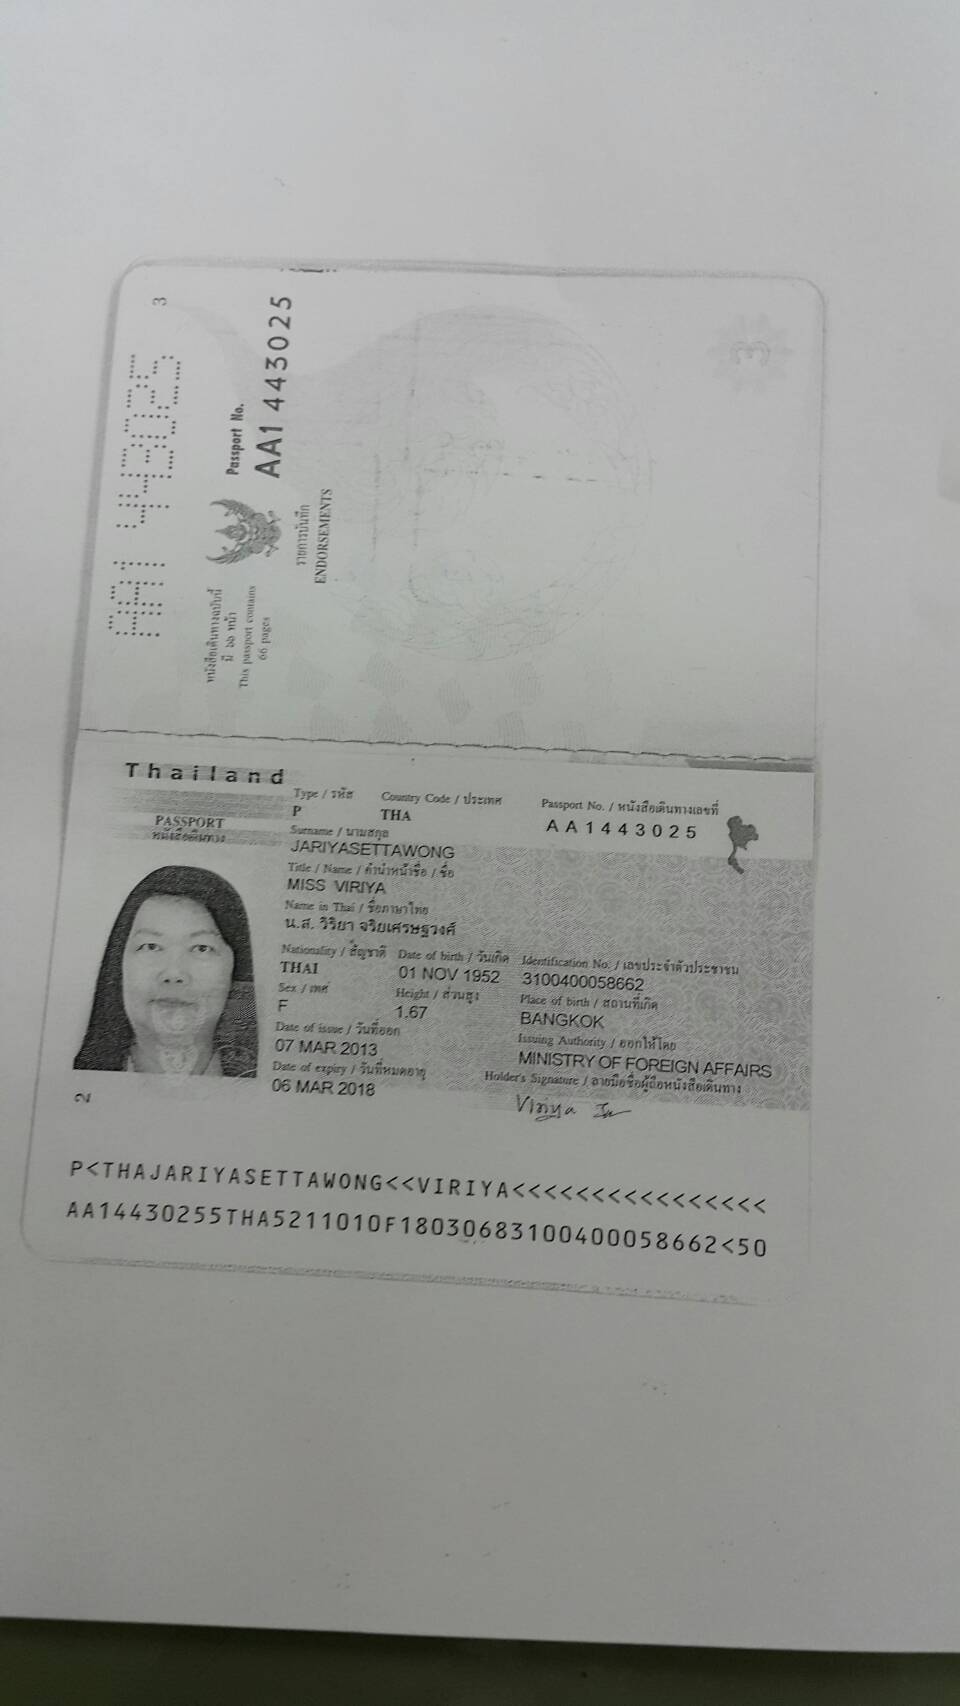 AA1443025
3
Passport No.
AA1443025
หนังสือเดินทางฉบับนี้
มี ๖๖ หน้า
This passport contains
66 pages
รายการบันทึก
ENDORSEMENTS
3
Thailand
PASSPORT
หนังสือเดินทาง
Type / รหัส Country Code / ประเทศ Passport No. / หนังสือเดินทางเลขที่
P THA AA1443025
Surname / นามสกุล
JARIYASETTAWONG
Title / Name / คำนำหน้าชื่อ / ชื่อ
MISS VIRIYA
Name in Thai / ชื่อภาษาไทย
น.ส. วิริยา จริยเศรษฐวงศ์
Nationality / สัญชาติ Date of birth / วันเกิด Identification No. / เลขประจำตัวประชาชน
THAI 01 NOV 1952 3100400058662
Sex / เพศ Height / ส่วนสูง Place of birth / สถานที่เกิด
F 1.67 BANGKOK
Date of issue / วันที่ออก Issuing Authority / ออกให้โดย
07 MAR 2013 MINISTRY OF FOREIGN AFFAIRS
Date of expiry / วันที่หมดอายุ Holder's Signature / ลายมือชื่อผู้ถือหนังสือเดินทาง
06 MAR 2018 Viriya
2
P<THAJARIYASETTAWONG<<VIRIYA<<<<<<<<<<<<<<<<
AA14430255THA5211010F18030683100400058662<50